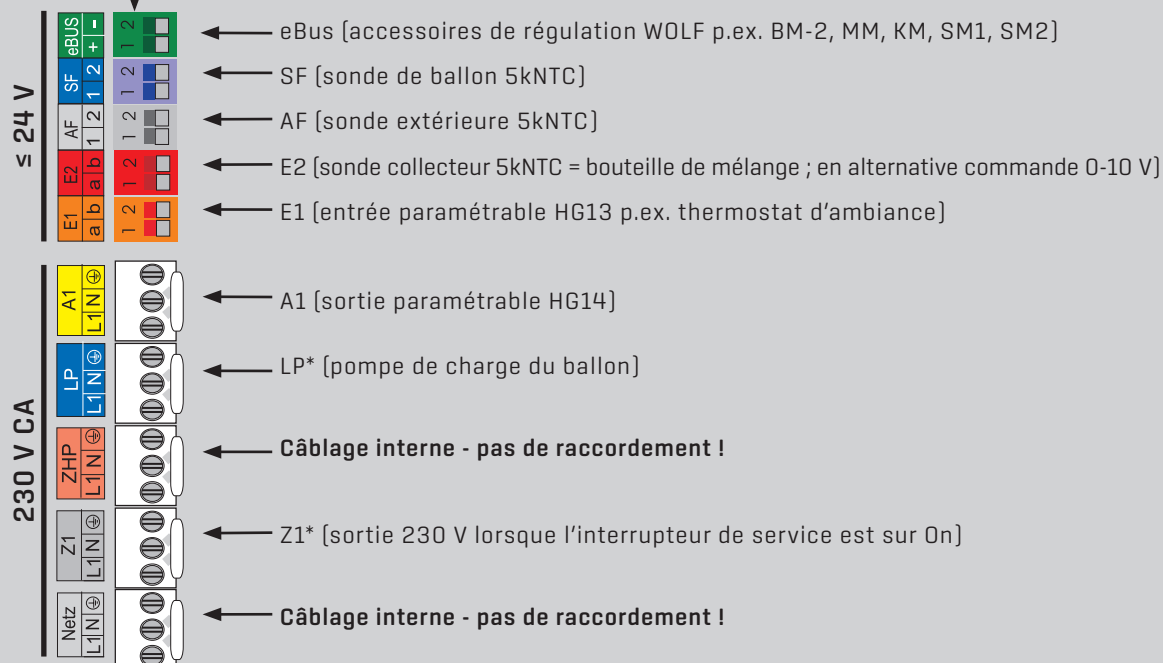 ≤ 24 V
eBUS + - 1 2 eBus (accessoires de régulation WOLF p.ex. BM-2, MM, KM, SM1, SM2)
SF 1 2 1 2 SF (sonde de ballon 5kNTC)
AF 1 2 1 2 AF (sonde extérieure 5kNTC)
E2 a b 1 2 E2 (sonde collecteur 5kNTC = bouteille de mélange ; en alternative commande 0-10 V)
E1 a b 1 2 E1 (entrée paramétrable HG13 p.ex. thermostat d'ambiance)
230 V CA
A1 L1 N A1 (sortie paramétrable HG14)
LP L1 N LP* (pompe de charge du ballon)
ZHP L1 N Câblage interne - pas de raccordement !
Z1 L1 N Z1* (sortie 230 V lorsque l'interrupteur de service est sur On)
Netz L1 N Câblage interne - pas de raccordement !